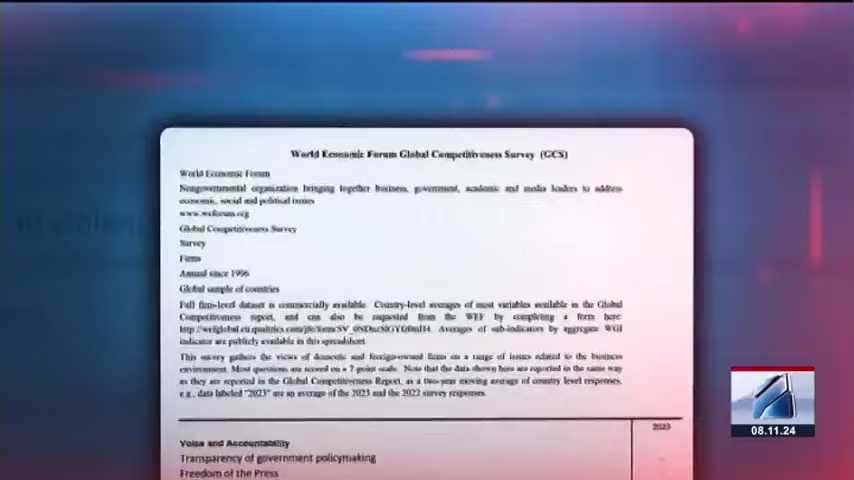 World Economic Forum Global Competitiveness Survey (GCS)
World Economic Forum
Nongovernmental organization bringing together business, government, academic and media leaders to address
economic, social and political issues
www.weforum.org
Global Competitiveness Survey
Survey
Firms
Annual since 1996
Global sample of countries
Full firm-level dataset is commercially available. Country-level averages of most variables available in the Global
Competitiveness report, and can also be requested from the WEF by completing a form here:
Averages of sub-indicators by aggregate WGI
indicator are publicly available in this spreadsheet.
This survey gathers the views of domestic and foreign-owned firms on a range of issues related to the business
environment. Most questions are scored on a 7 point scale. Note that the data shown here are reported in the same way
as they are reported in the Global Competitiveness Report, as a two-year moving average of country level responses,
e.g., data labeled "2023" are an average of the 2023 and the 2022 survey responses.
2023
Voice and Accountability
Transparency of government policymaking
Freedom of the Press
08.11.24